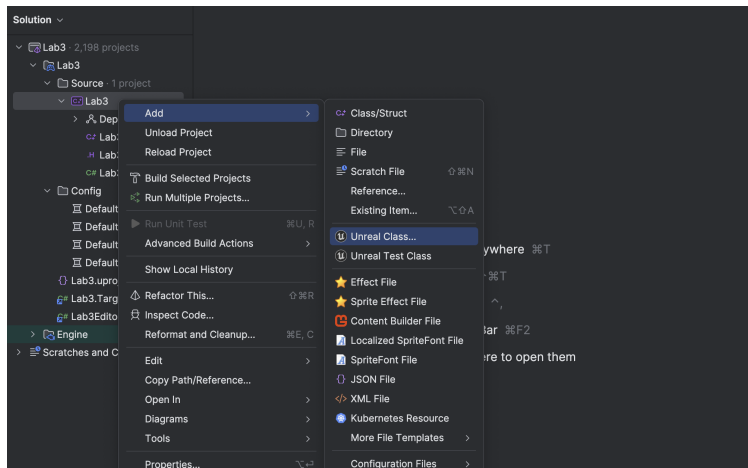 Solution
Lab3 · 2,198 projects
Lab3
Source · 1 project
Lab3
Dep
Lab
Lab
Lab
Config
Default
Default
Default
Default
Lab3.upro
Lab3.Targ
Lab3Edito
Engine
Scratches and C
Add
Unload Project
Reload Project
Build Selected Projects
Run Multiple Projects...
Run Unit Test ⌘U, R
Advanced Build Actions
Show Local History
Refactor This... ⇧⌘R
Inspect Code...
Reformat and Cleanup... ⌘E, C
Edit
Copy Path/Reference...
Open In
Diagrams
Tools
Properties... ⌥⏎
Class/Struct
Directory
File
Scratch File ⇧⌘N
Reference...
Existing Item... ⌥⇧A
Unreal Class...
Unreal Test Class
Effect File
Sprite Effect File
Content Builder File
Localized SpriteFont File
SpriteFont File
JSON File
XML File
Kubernetes Resource
More File Templates
Configuration Files
ywhere ⌘T
⌘T
^,
Bar ⌘F2
ere to open them